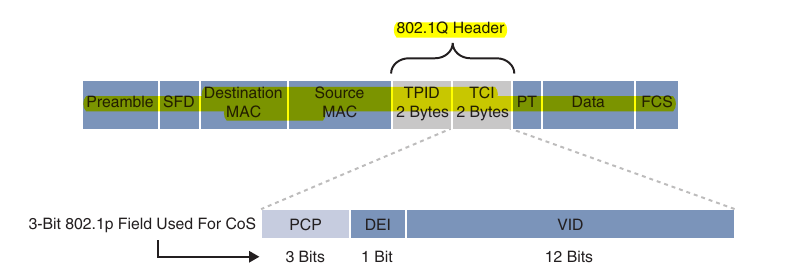 802.1Q Header
Preamble
SFD
Destination
MAC
Source
MAC
TPID
2 Bytes
TCI
2 Bytes
PT
Data
FCS
3-Bit 802.1p Field Used For CoS
PCP
DEI
VID
3 Bits
1 Bit
12 Bits